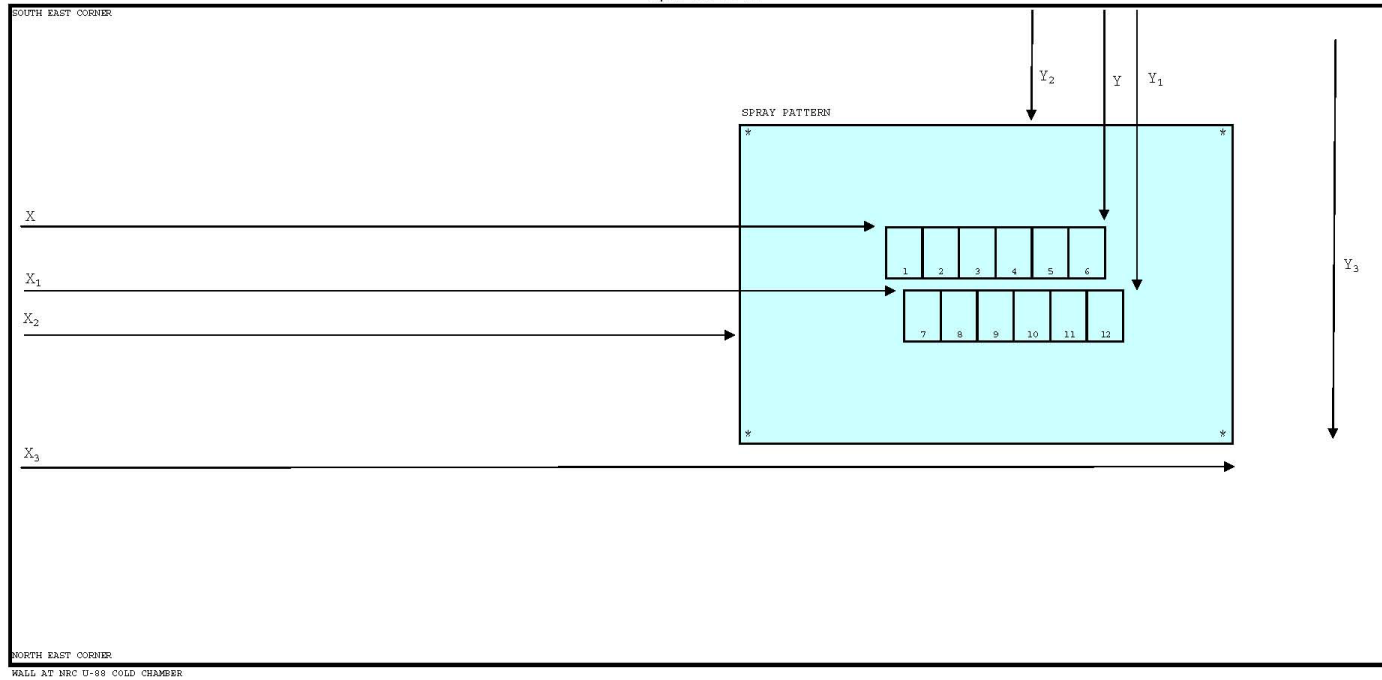 SOUTH EAST CORNER
Y₂
Y
Y₁
SPRAY PATTERN
* *
X
Y₃
1 2 3 4 5 6
X₁
X₂
7 8 9 10 11 12
* *
X₃
NORTH EAST CORNER
WALL AT NRC U-88 COLD CHAMBER